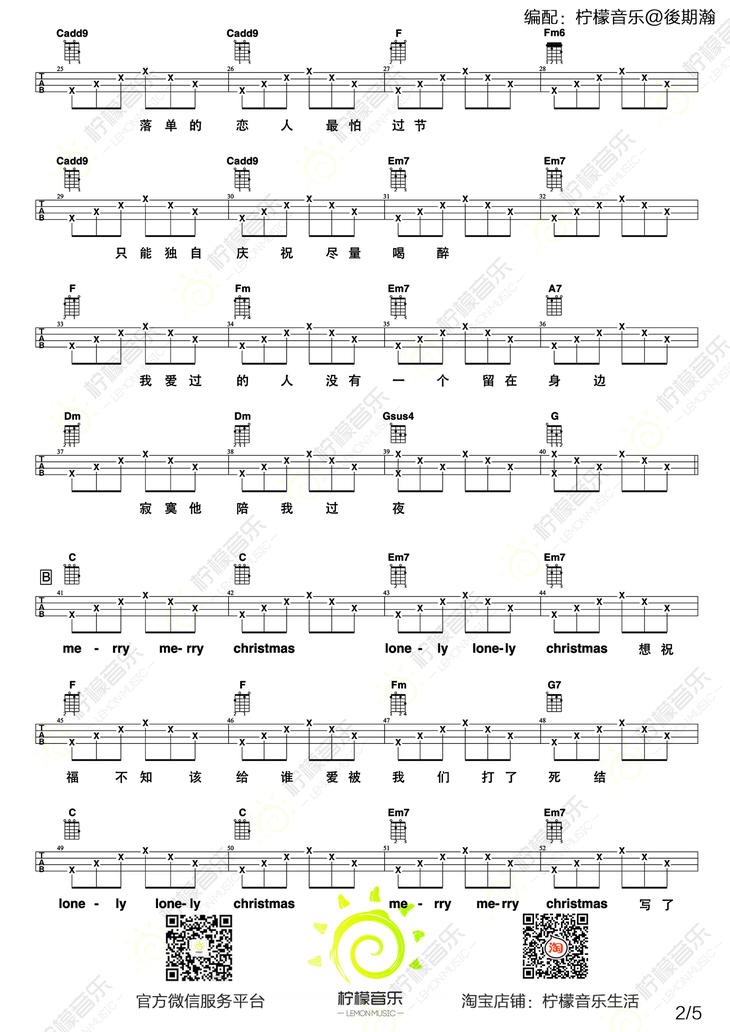 编配：柠檬音乐@後期瀚
Cadd9 Cadd9 F Fm6
25 26 27 28
T A B
落单的 恋人 最怕 过节
Cadd9 Cadd9 Em7 Em7
29 30 31 32
T A B
只能独自 庆祝 尽量 喝醉
F Fm Em7 A7
33 34 35 36
T A B
我爱过 的人 没有 一个 留在 身边
Dm Dm Gsus4 G
37 38 39 40
T A B
寂寞他 陪我过 夜
B C C Em7 Em7
41 42 43 44
T A B
me - rry me-rry christmas lone-ly lone-ly christmas 想祝
F F Fm G7
45 46 47 48
T A B
福 不知 该 给谁 爱被 我们 打了 死结
C C Em7 Em7
49 50 51 52
T A B
lone - ly lone-ly christmas me - rry me-rry christmas 写了
淘
官方微信服务平台 柠檬音乐 淘宝店铺：柠檬音乐生活
—LEMON MUSIC—
2/5